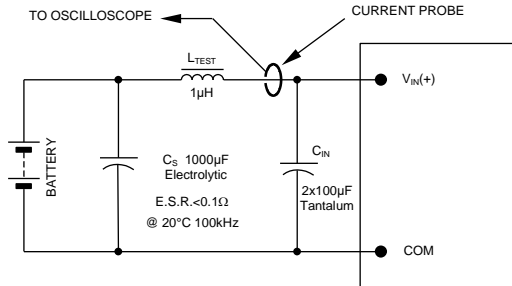 TO OSCILLOSCOPE
CURRENT PROBE
LTEST
1µH
VIN(+)
BATTERY
CS 1000µF
Electrolytic
E.S.R.<0.1Ω
@ 20°C 100kHz
CIN
2x100µF
Tantalum
COM